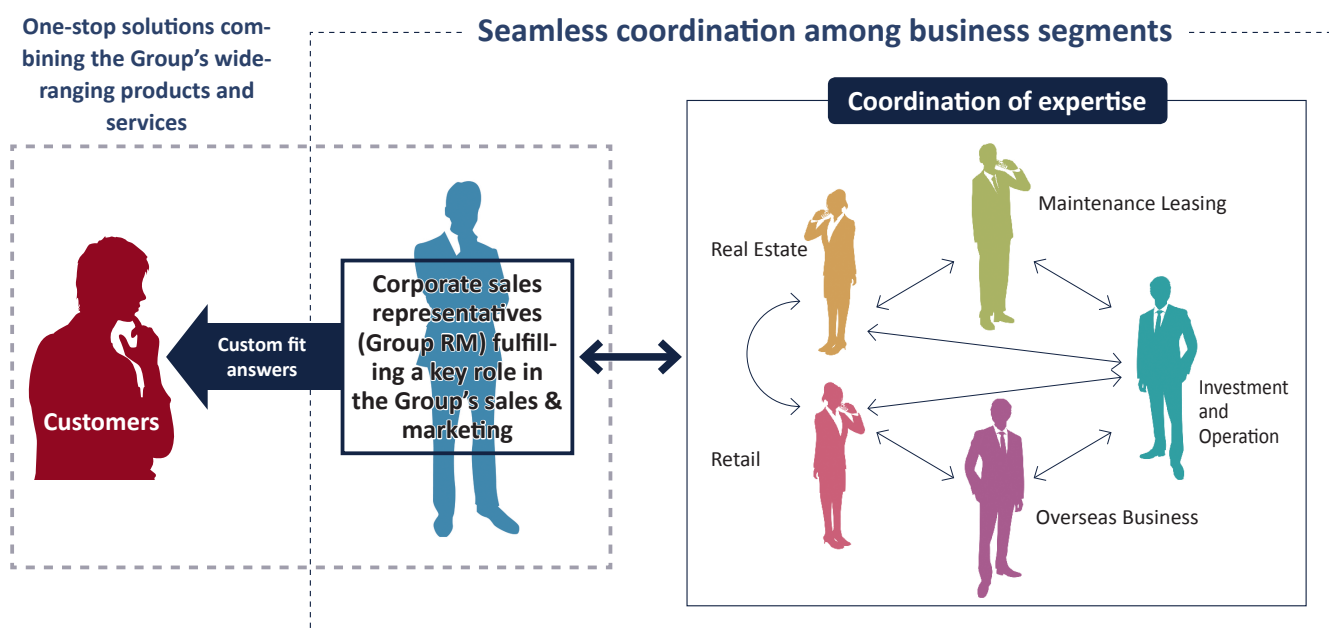 One-stop solutions com-
bining the Group's wide-
ranging products and
services
Seamless coordination among business segments
Coordination of expertise
Customers
Custom fit
answers
Corporate sales
representatives
(Group RM) fulfill-
ing a key role in
the Group's sales &
marketing
Maintenance Leasing
Real Estate
Investment
and
Operation
Retail
Overseas Business